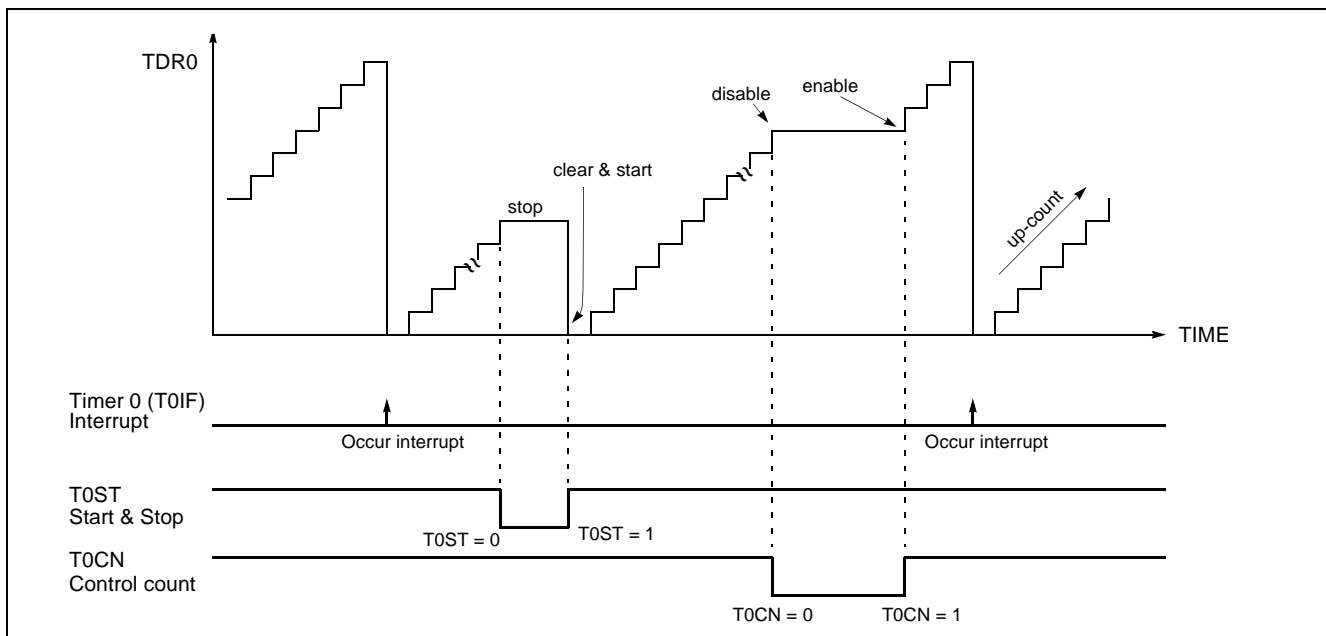 TDR0
disable
enable
clear & start
stop
up-count
TIME
Timer 0 (T0IF)
Interrupt
Occur interrupt
Occur interrupt
T0ST
Start & Stop
T0ST = 0
T0ST = 1
T0CN
Control count
T0CN = 0
T0CN = 1